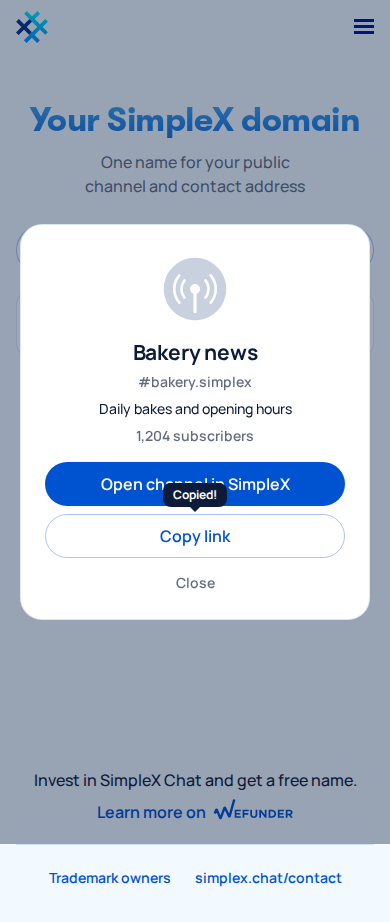 Your SimpleX domain
One name for your public
channel and contact address
Bakery news
#bakery.simplex
Daily bakes and opening hours
1,204 subscribers
Open channel in SimpleX
Copied!
Copy link
Close
Invest in SimpleX Chat and get a free name.
Learn more on WEFUNDER
Trademark owners simplex.chat/contact